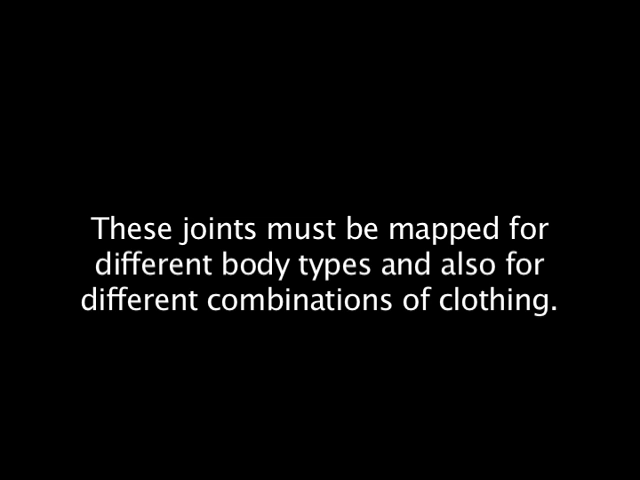 These joints must be mapped for
different body types and also for
different combinations of clothing.